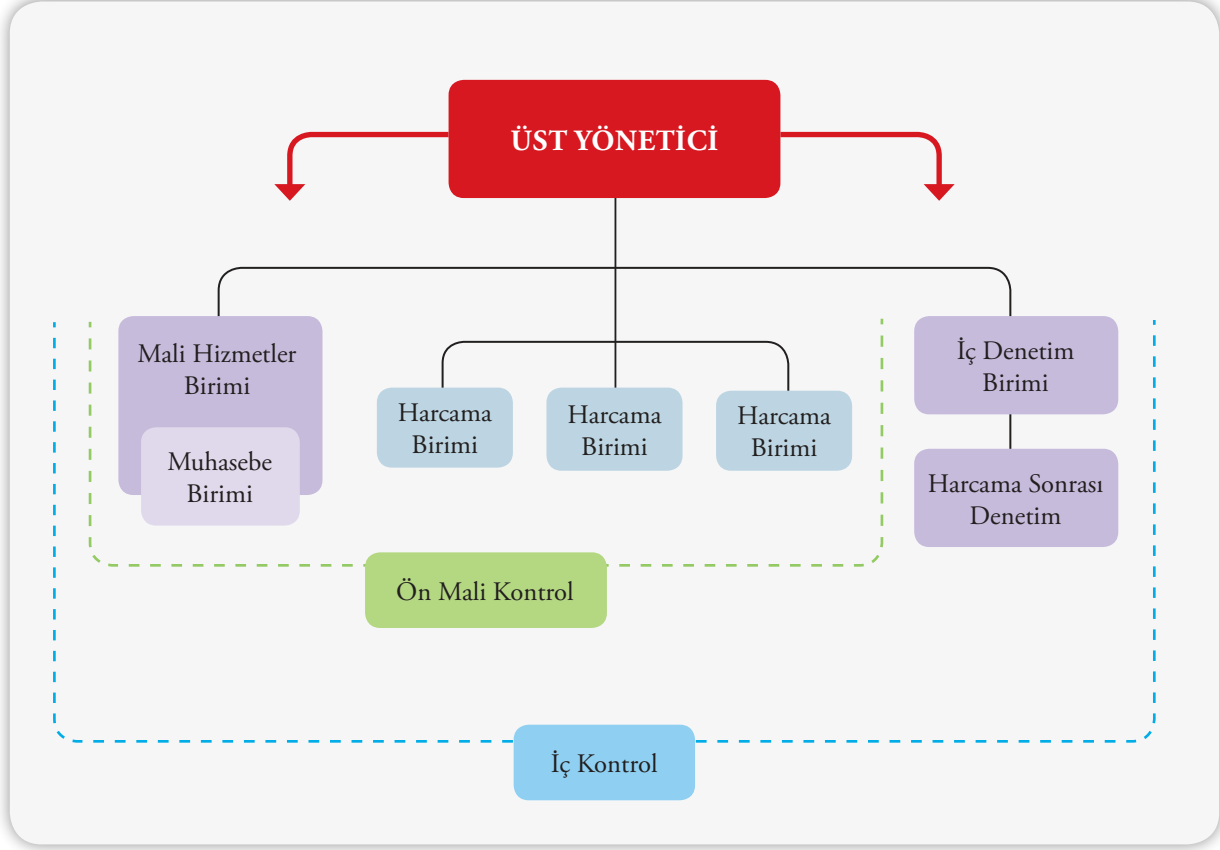 ÜST YÖNETİCİ
Mali Hizmetler
Birimi
Muhasebe
Birimi
Harcama
Birimi
Harcama
Birimi
Harcama
Birimi
İç Denetim
Birimi
Harcama Sonrası
Denetim
Ön Mali Kontrol
İç Kontrol